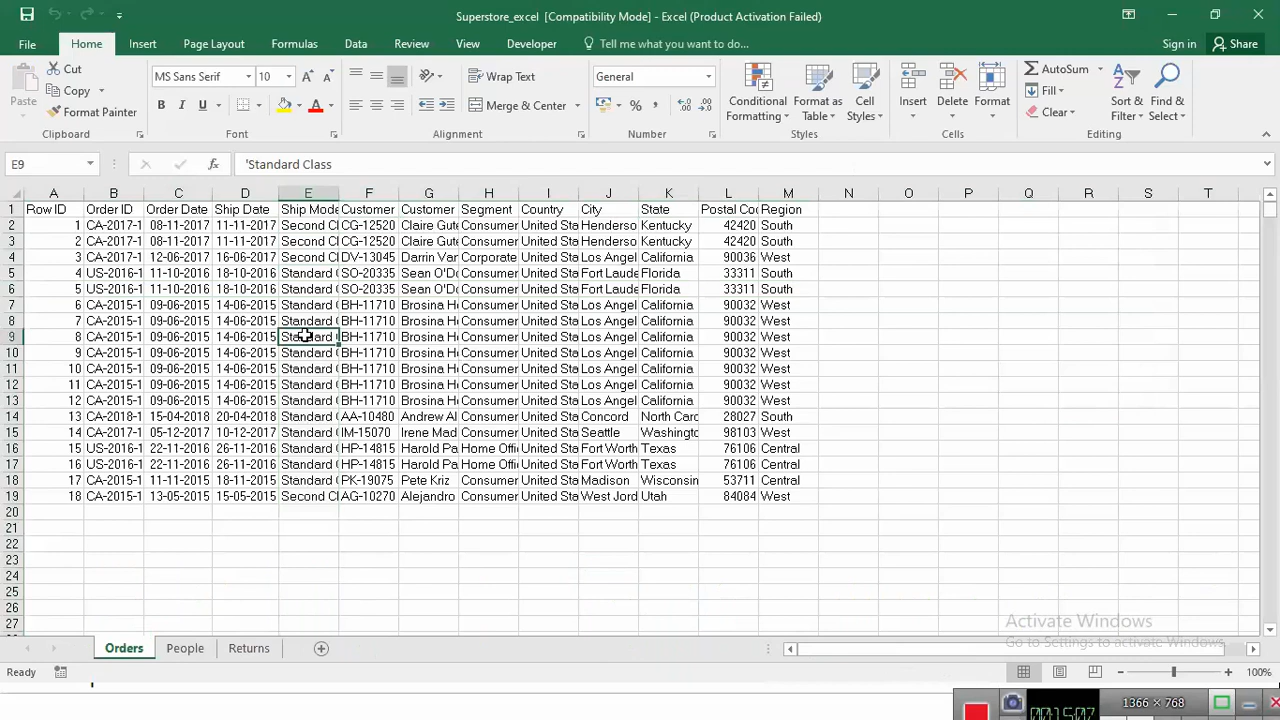 Superstore_excel [Compatibility Mode] - Excel (Product Activation Failed)
File Home Insert Page Layout Formulas Data Review View Developer Tell me what you want to do... Sign in Share
Cut
Copy
Format Painter
Paste
Clipboard
MS Sans Serif 10
B I U
Font
Wrap Text
Merge & Center
Alignment
General
%
Number
Conditional Formatting
Format as Table
Cell Styles
Styles
Insert Delete Format
Cells
AutoSum
Fill
Clear
Sort & Filter
Find & Select
Editing
E9 fx 'Standard Class
A B C D E F G H I J K L M N O P Q R S T
1 Row ID Order ID Order Date Ship Date Ship Mode Customer Customer Segment Country City State Postal Co Region
2 1 CA-2017-1 08-11-2017 11-11-2017 Second Cl CG-12520 Claire Gute Consumer United Sta Henderso Kentucky 42420 South
3 2 CA-2017-1 08-11-2017 11-11-2017 Second Cl CG-12520 Claire Gute Consumer United Sta Henderso Kentucky 42420 South
4 3 CA-2017-1 12-06-2017 16-06-2017 Second Cl DV-13045 Darrin Van Corporate United Sta Los Angel California 90036 West
5 4 US-2016-1 11-10-2016 18-10-2016 Standard SO-20335 Sean O'Do Consumer United Sta Fort Laude Florida 33311 South
6 5 US-2016-1 11-10-2016 18-10-2016 Standard SO-20335 Sean O'Do Consumer United Sta Fort Laude Florida 33311 South
7 6 CA-2015-1 09-06-2015 14-06-2015 Standard BH-11710 Brosina He Consumer United Sta Los Angel California 90032 West
8 7 CA-2015-1 09-06-2015 14-06-2015 Standard BH-11710 Brosina He Consumer United Sta Los Angel California 90032 West
9 8 CA-2015-1 09-06-2015 14-06-2015 Standard BH-11710 Brosina He Consumer United Sta Los Angel California 90032 West
10 9 CA-2015-1 09-06-2015 14-06-2015 Standard BH-11710 Brosina He Consumer United Sta Los Angel California 90032 West
11 10 CA-2015-1 09-06-2015 14-06-2015 Standard BH-11710 Brosina He Consumer United Sta Los Angel California 90032 West
12 11 CA-2015-1 09-06-2015 14-06-2015 Standard BH-11710 Brosina He Consumer United Sta Los Angel California 90032 West
13 12 CA-2015-1 09-06-2015 14-06-2015 Standard BH-11710 Brosina He Consumer United Sta Los Angel California 90032 West
14 13 CA-2018-1 15-04-2018 20-04-2018 Standard AA-10480 Andrew Al Consumer United Sta Concord North Caro 28027 South
15 14 CA-2017-1 05-12-2017 10-12-2017 Standard IM-15070 Irene Mad Consumer United Sta Seattle Washingto 98103 West
16 15 US-2016-1 22-11-2016 26-11-2016 Standard HP-14815 Harold Pa Home Offic United Sta Fort Worth Texas 76106 Central
17 16 US-2016-1 22-11-2016 26-11-2016 Standard HP-14815 Harold Pa Home Offic United Sta Fort Worth Texas 76106 Central
18 17 CA-2015-1 11-11-2015 18-11-2015 Standard PK-19075 Pete Kriz Consumer United Sta Madison Wisconsin 53711 Central
19 18 CA-2015-1 13-05-2015 15-05-2015 Second Cl AG-10270 Alejandro Consumer United Sta West Jord Utah 84084 West
20
21
22
23
24
25
26
27
Activate Windows
Go to Settings to activate Windows.
Orders People Returns
Ready 100%
00:15:07 1366 × 768